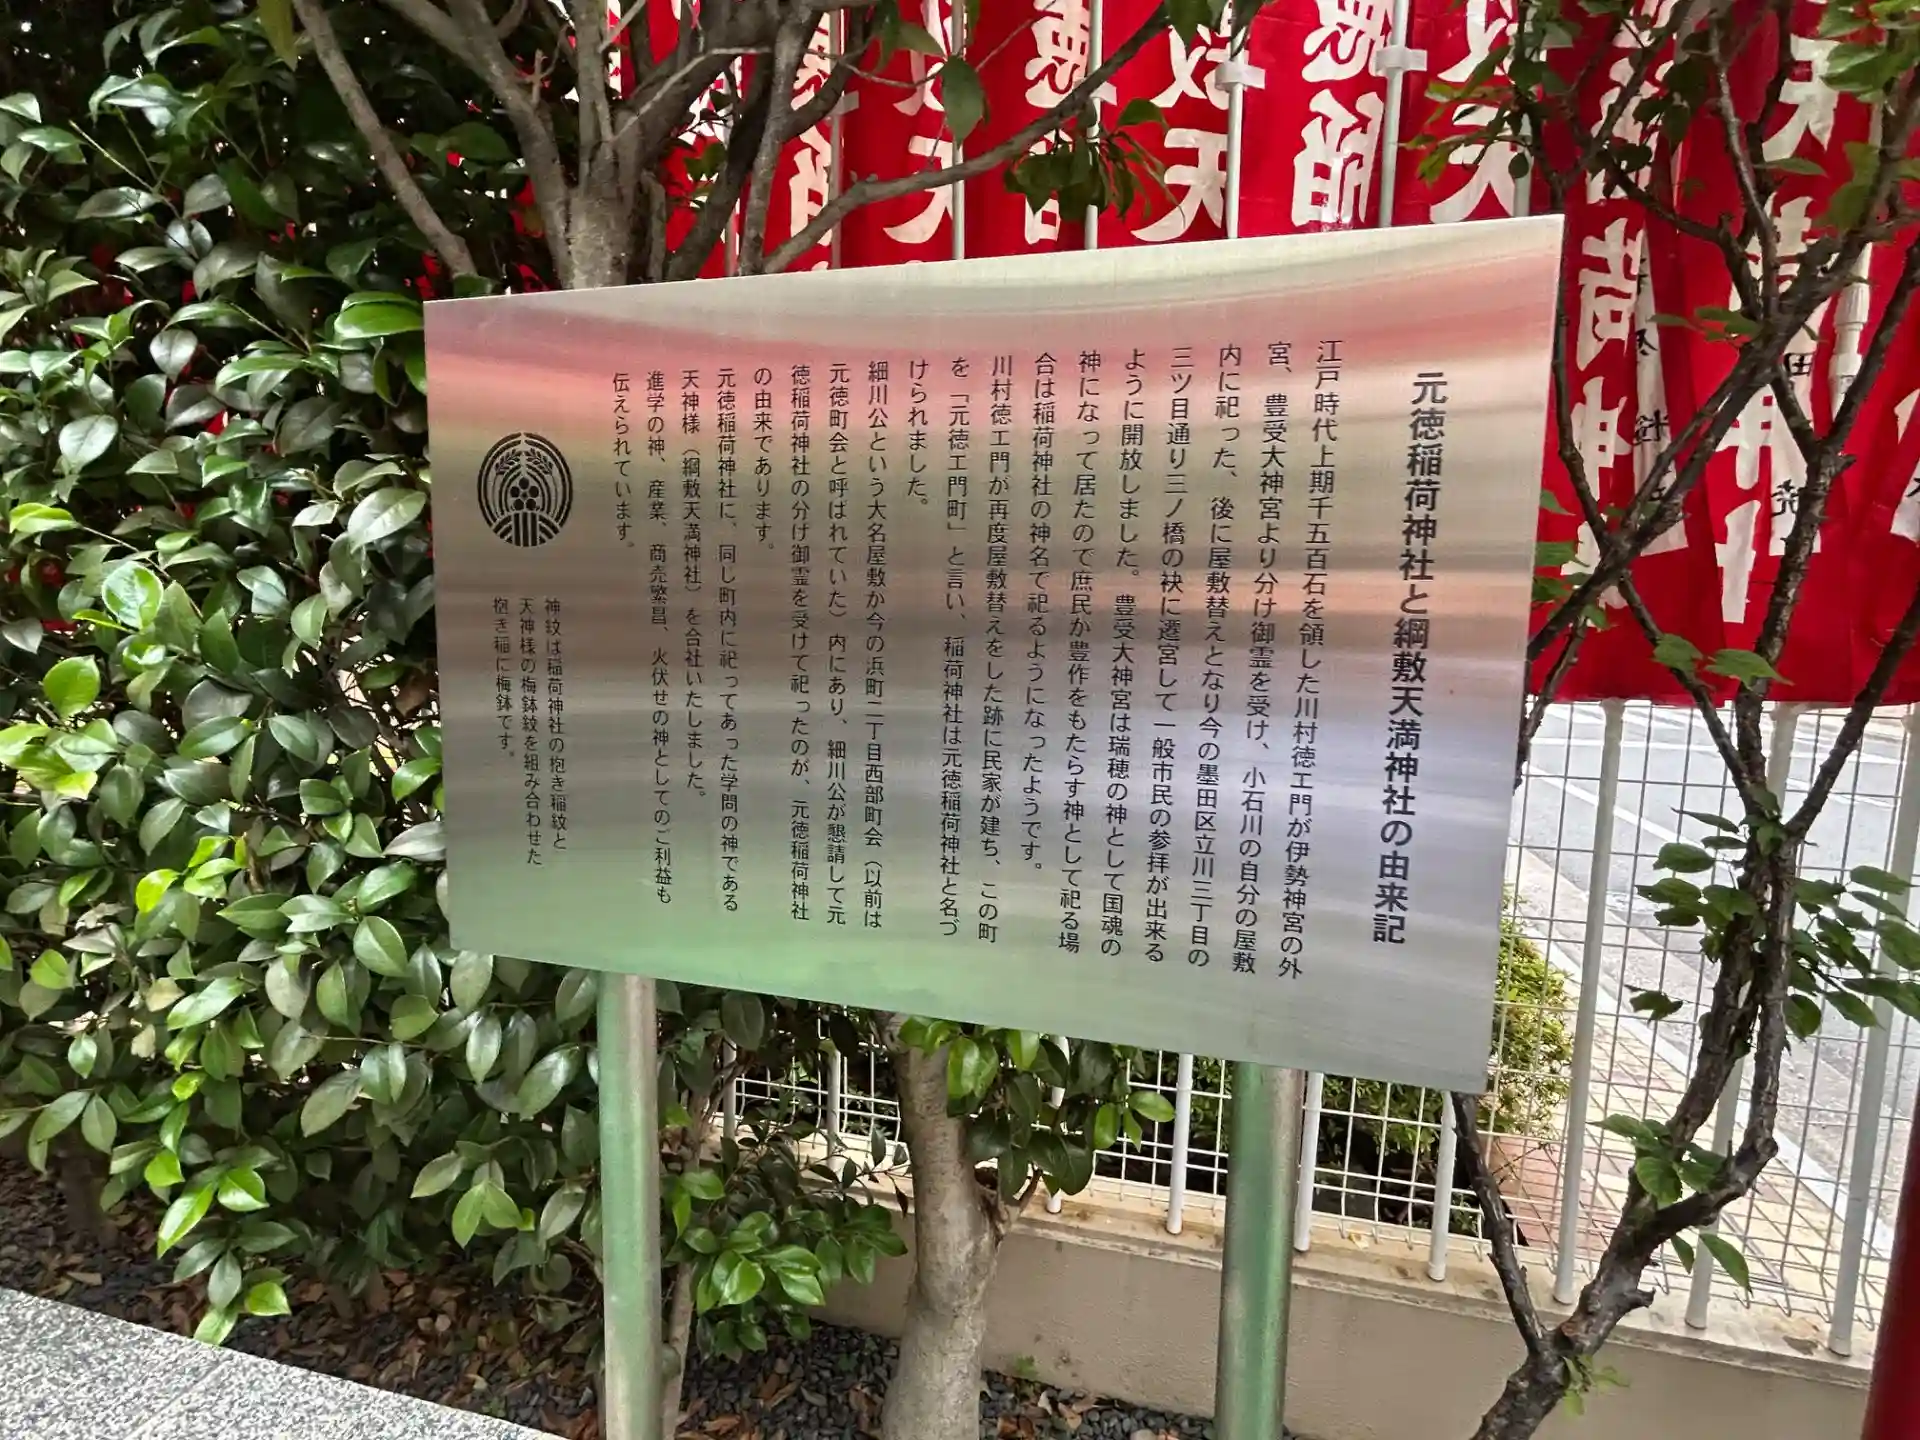 元徳稲荷神社と綱敷天満神社の由来記
江戸時代上期千五百石を領した川村徳エ門が伊勢神宮の外
宮、豊受大神宮より分け御霊を受け、小石川の自分の屋敷
内に祀った、後に屋敷替えとなり今の墨田区立川三丁目の
三ツ目通り三ノ橋の袂に遷宮して一般市民の参拝が出来る
ように開放しました。豊受大神宮は瑞穂の神として国魂の
神になって居たので庶民か豊作をもたらす神として祀る場
合は稲荷神社の神名で祀るようになったようです。
川村徳エ門が再度屋敷替えをした跡に民家が建ち、この町
を「元徳エ門町」と言い、稲荷神社は元徳稲荷神社と名づ
けられました。
細川公という大名屋敷か今の浜町二丁目西部町会（以前は
元徳町会と呼ばれていた）内にあり、細川公が懇請して元
徳稲荷神社の分け御霊を受けて祀ったのが、元徳稲荷神社
の由来であります。
元徳稲荷神社に、同し町内に祀ってあった学問の神である
天神様（綱敷天満神社）を合社いたしました。
進学の神、産業、商売繁昌、火伏せの神としてのご利益も
伝えられています。
神紋は稲荷神社の抱き稲紋と
天神様の梅鉢紋を組み合わせた
抱き稲に梅鉢です。